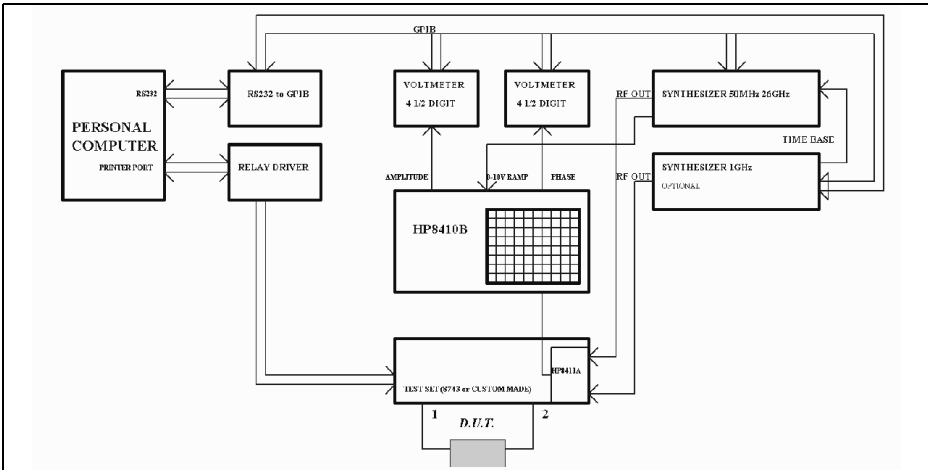 GPIB
RS232
RS232 to GPIB
VOLTMETER
4 1/2 DIGIT
VOLTMETER
4 1/2 DIGIT
RF OUT
SYNTHESIZER 50MHz 26GHz
PERSONAL
COMPUTER
PRINTER PORT
RELAY DRIVER
TIME BASE
AMPLITUDE
0-10V RAMP
PHASE
RF OUT
SYNTHESIZER 1GHz
OPTIONAL
HP8410B
HP8411A
TEST SET (8743 or CUSTOM MADE)
1
2
D.U.T.